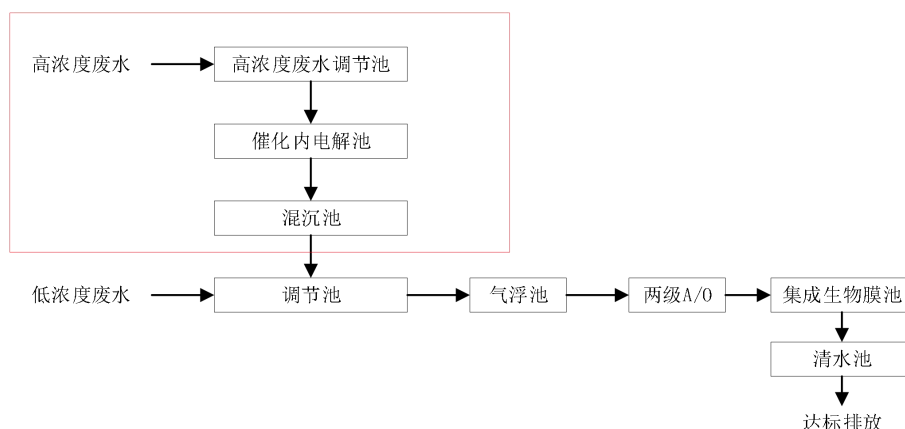 高浓度废水
高浓度废水调节池
催化内电解池
混沉池
低浓度废水
调节池
气浮池
两级A/O
集成生物膜池
清水池
达标排放